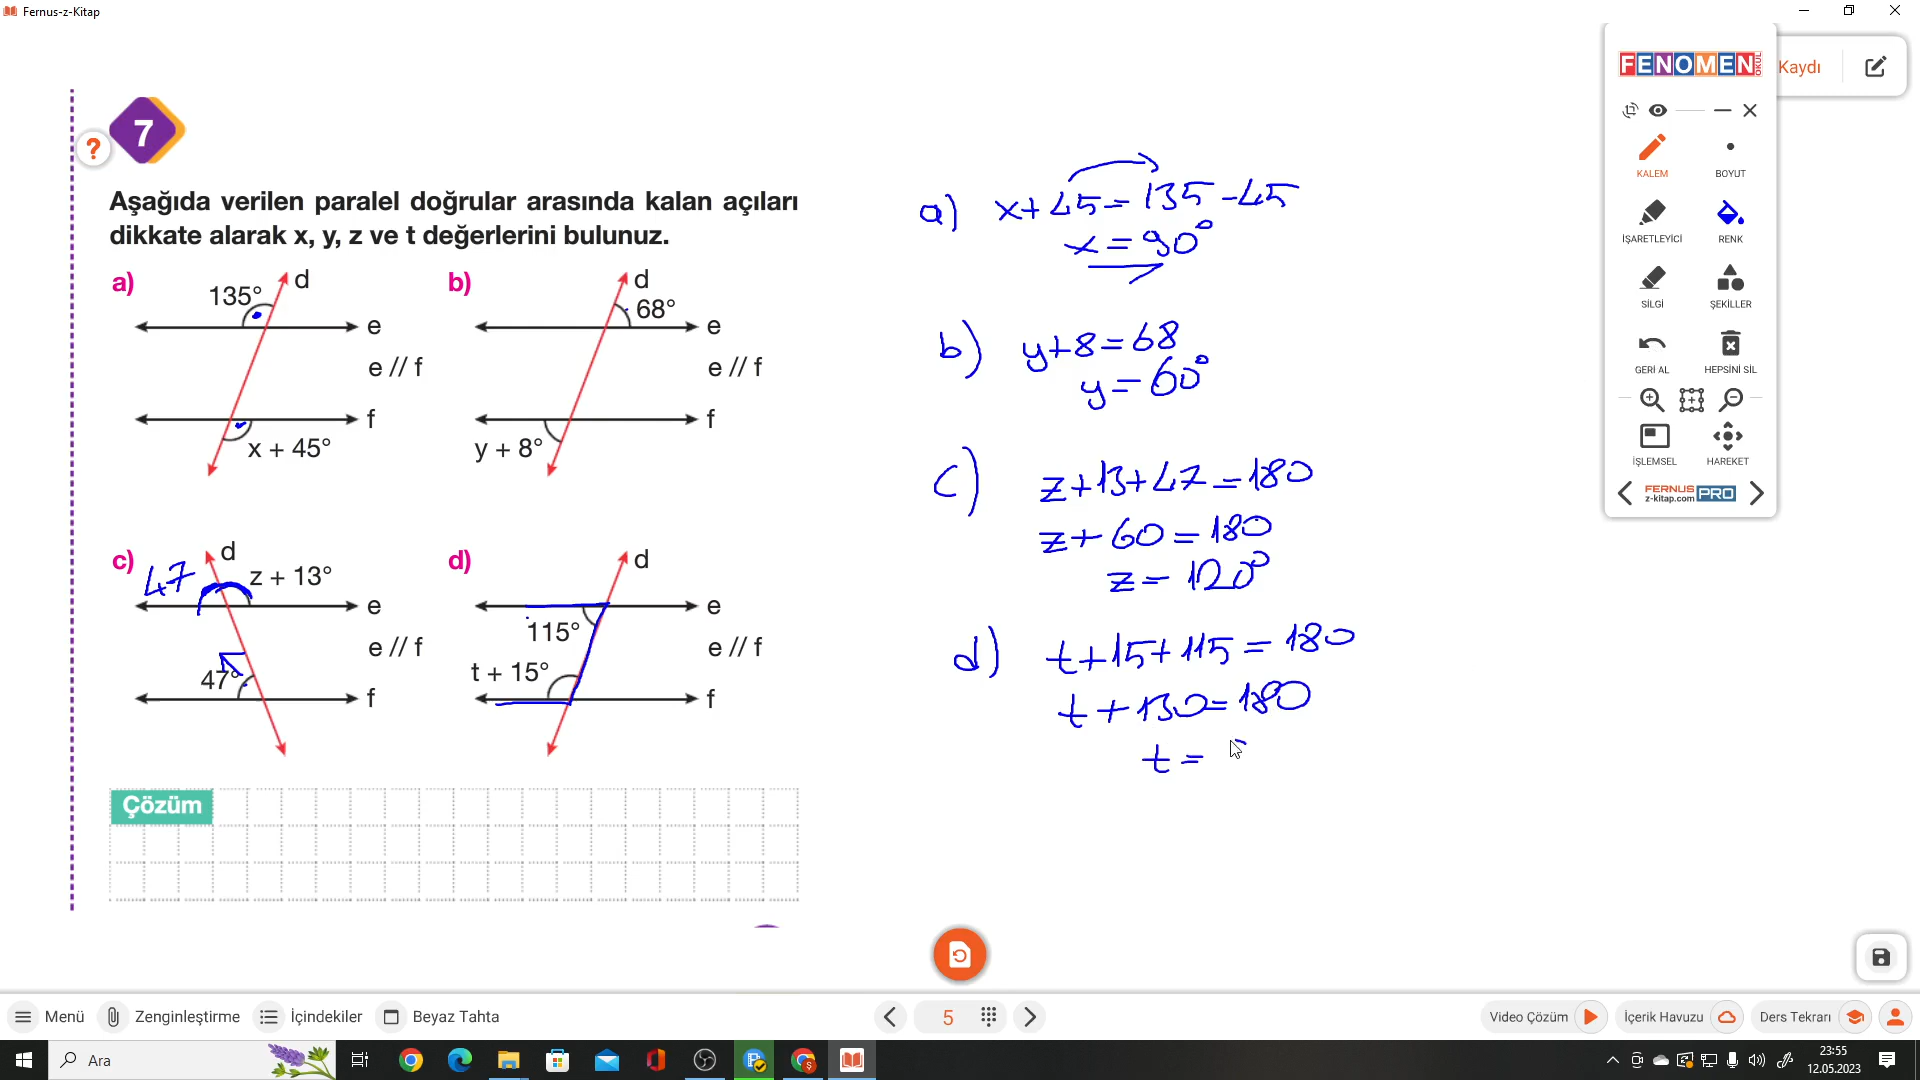 Fernus-z-Kitap
FENOMEN OKUL
Kaydı
7
?
Aşağıda verilen paralel doğrular arasında kalan açıları
dikkate alarak x, y, z ve t değerlerini bulunuz.
a)
135°
d
e
e // f
f
x + 45°
b)
d
68°
e
e // f
f
y + 8°
c)
47
d
z + 13°
e
e // f
47°
f
d)
d
e
115°
e // f
t + 15°
f
Çözüm
a) x+45=135-45
x=90°
b) y+8=68
y=60°
c) z+13+47=180
z+60=180
z=120°
d) t+15+115=180
t+130=180
t=
KALEM
BOYUT
İŞARETLEYİCİ
RENK
SİLGİ
ŞEKİLLER
GERİ AL
HEPSİNİ SİL
İŞLEMSEL
HAREKET
FERNUS
z-kitap.com PRO
Menü
Zenginleştirme
İçindekiler
Beyaz Tahta
5
Video Çözüm
İçerik Havuzu
Ders Tekrarı
Ara
23:55
12.05.2023